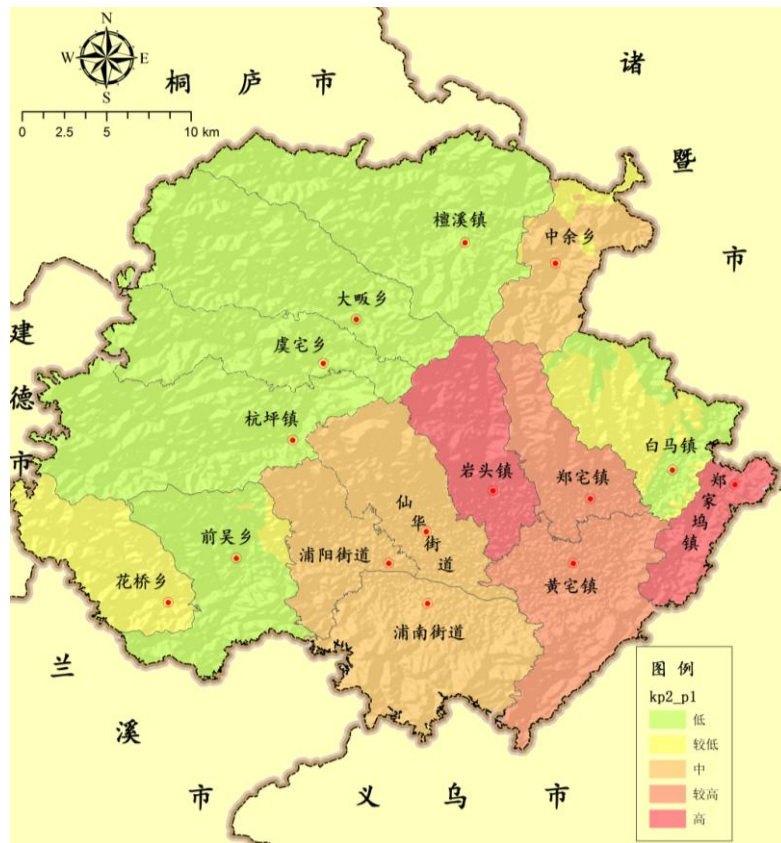 N
W E
S
0 2.5 5 10 km
桐庐市
诸暨市
建德市
兰溪市
义乌市
檀溪镇
中余乡
大畈乡
虞宅乡
杭坪镇
白马镇
岩头镇
郑宅镇
郑家坞镇
仙华街道
前吴乡
浦阳街道
花桥乡
黄宅镇
浦南街道
图 例
kp2_p1
低
较低
中
较高
高